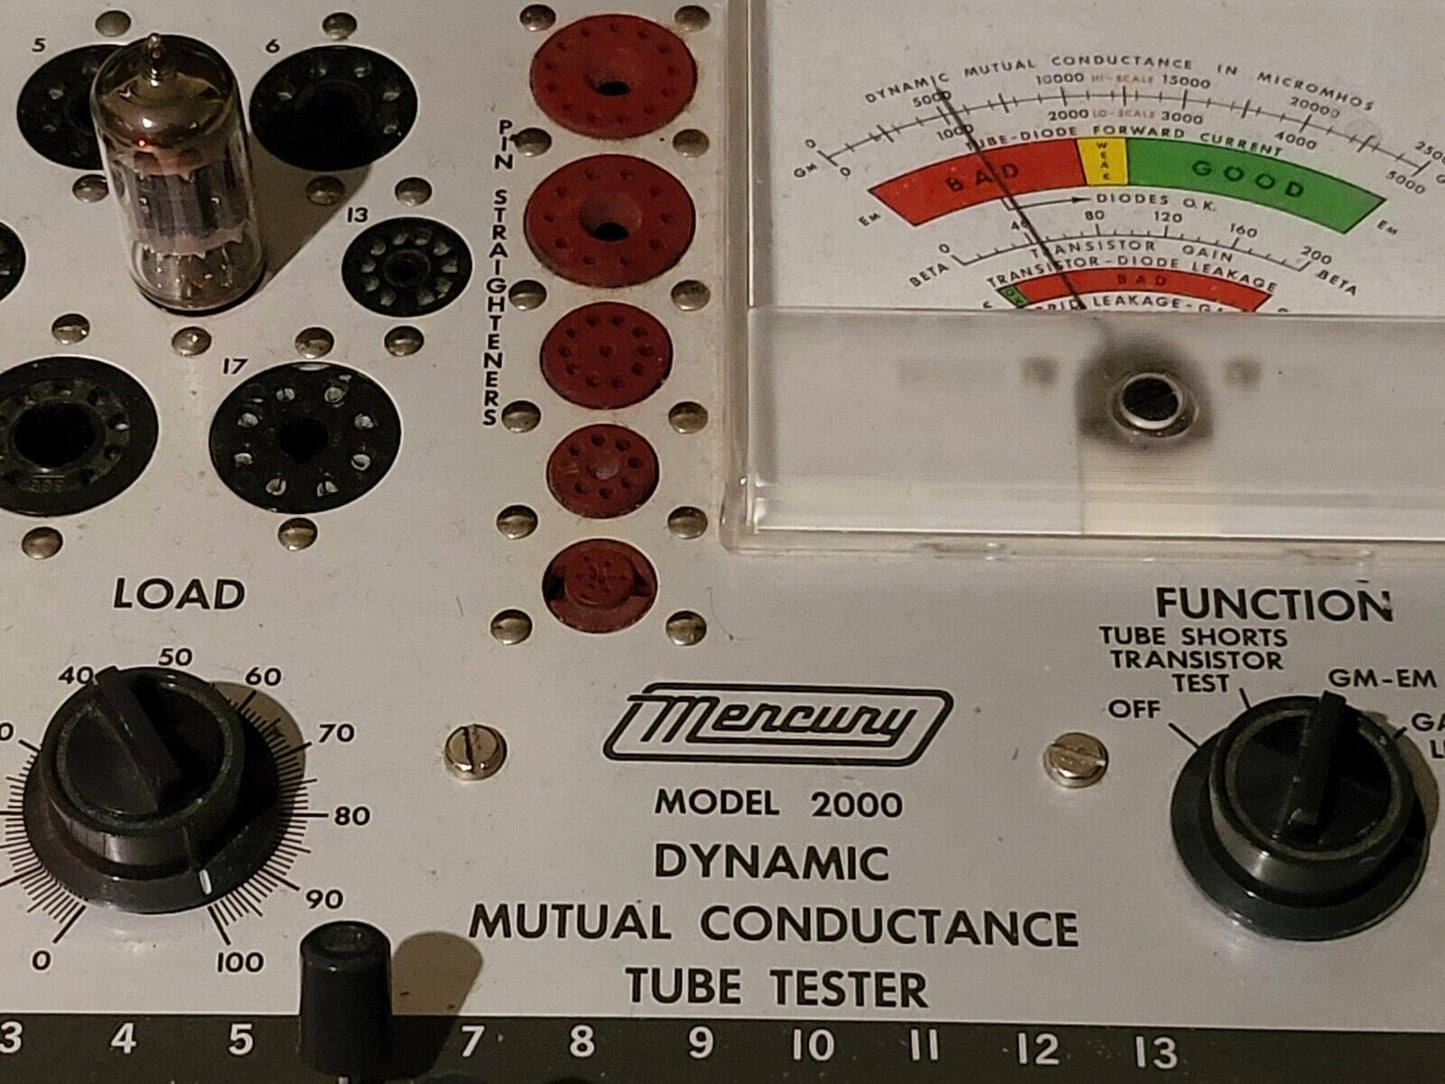 5
6
13
17
PIN STRAIGHTENERS
DYNAMIC MUTUAL CONDUCTANCE IN MICROMHOS
5000 10000 HI-SCALE 15000 20000
GM 0 0 1000 2000 LO-SCALE 3000 4000 5000
TUBE-DIODE FORWARD CURRENT
BAD WEAK GOOD
EM EM
DIODES O.K.
BETA 0 40 80 120 160 200 BETA
TRANSISTOR GAIN
TRANSISTOR-DIODE LEAKAGE
BAD
LEAKAGE
LOAD
40 50 60 70 80 90 100 0
FUNCTION
OFF
TUBE SHORTS
TRANSISTOR
TEST
GM-EM
Mercury
MODEL 2000
DYNAMIC
MUTUAL CONDUCTANCE
TUBE TESTER
3 4 5 7 8 9 10 11 12 13